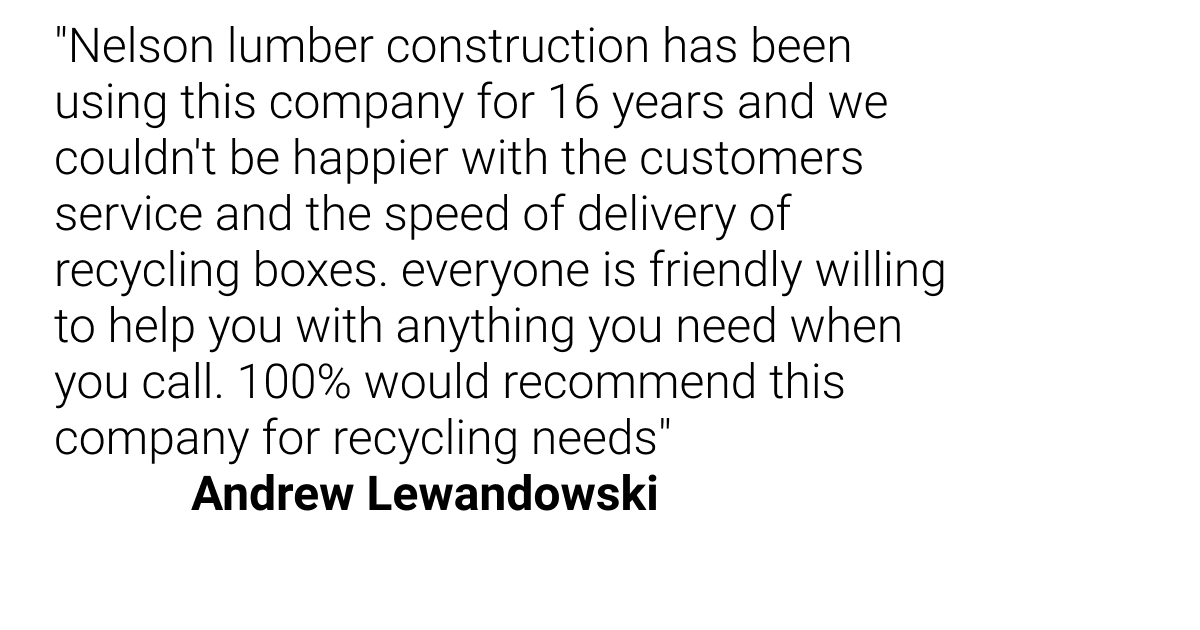 "Nelson lumber construction has been
using this company for 16 years and we
couldn't be happier with the customers
service and the speed of delivery of
recycling boxes. everyone is friendly willing
to help you with anything you need when
you call. 100% would recommend this
company for recycling needs"
Andrew Lewandowski